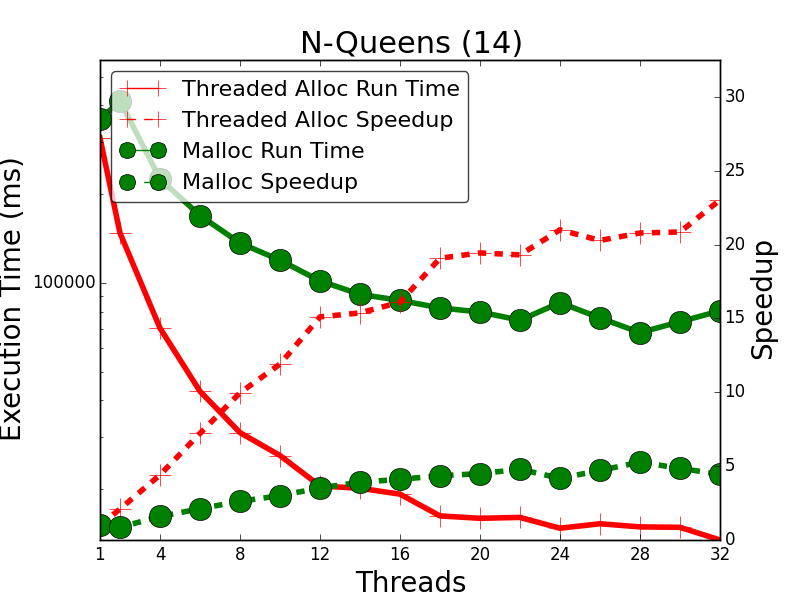 N-Queens (14)
Threaded Alloc Run Time
Threaded Alloc Speedup
Malloc Run Time
Malloc Speedup
Execution Time (ms)
100000
30
25
20
15
10
5
0
Speedup
1 4 8 12 16 20 24 28 32
Threads